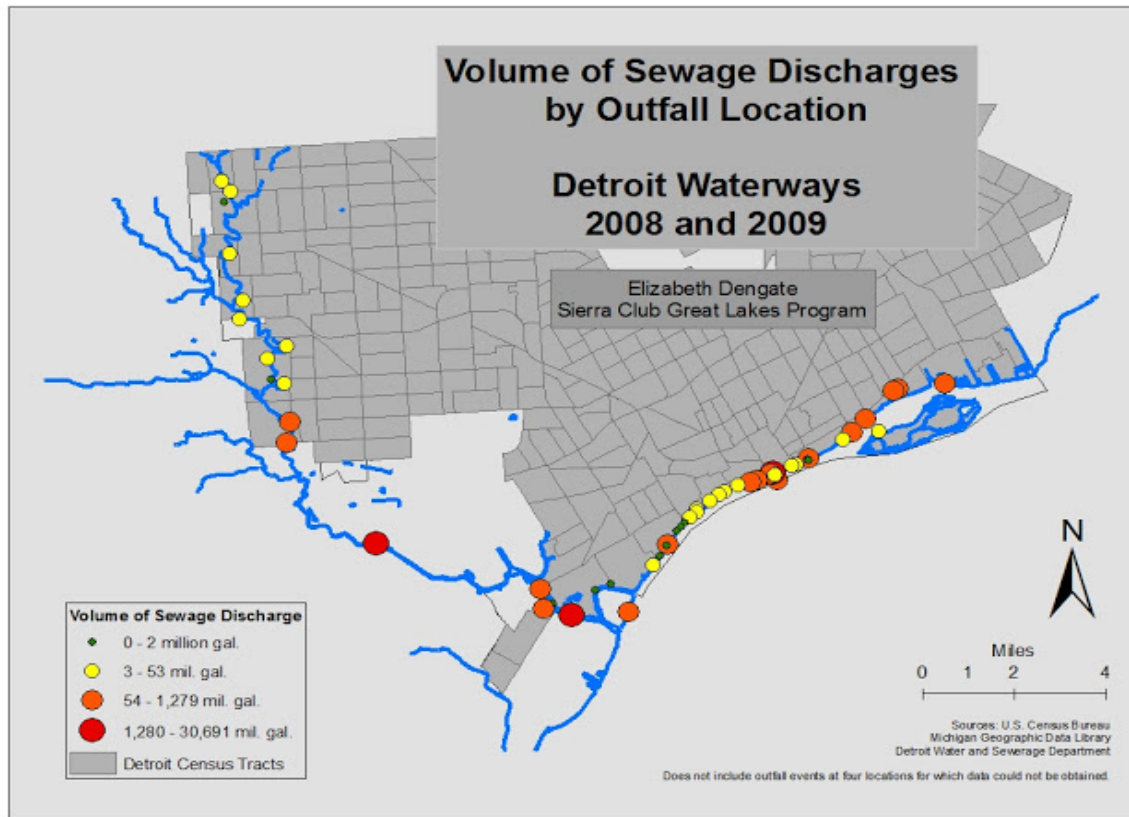 Volume of Sewage Discharges
by Outfall Location
Detroit Waterways
2008 and 2009
Elizabeth Dengate
Sierra Club Great Lakes Program
N
Volume of Sewage Discharge
0 - 2 million gal.
3 - 53 mil. gal.
54 - 1,279 mil. gal.
1,280 - 30,691 mil. gal.
Detroit Census Tracts
Miles
0 1 2 4
Sources: U.S. Census Bureau
Michigan Geographic Data Library
Detroit Water and Sewerage Department
Does not include outfall events at four locations for which data could not be obtained.